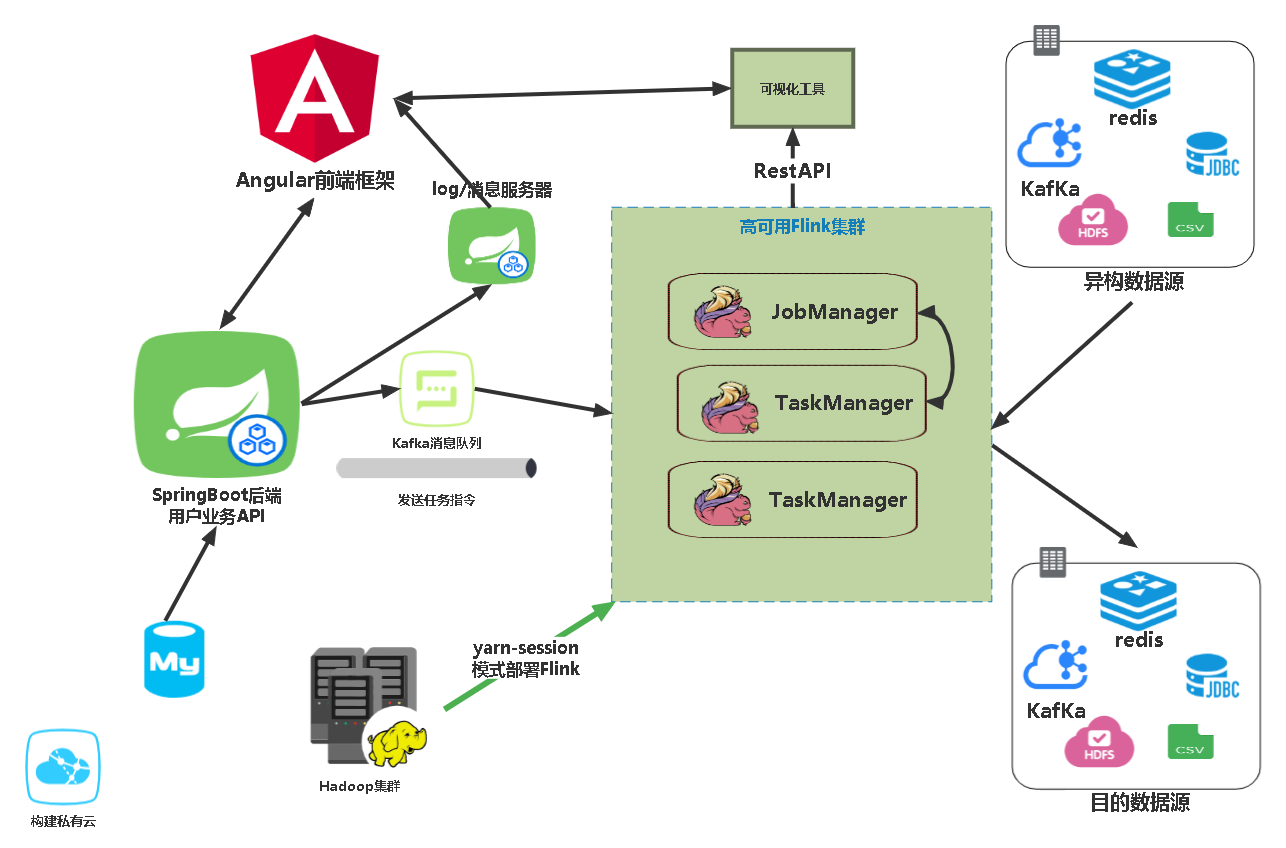 可视化工具
redis
KafKa
JDBC
HDFS
CSV
异构数据源
Angular前端框架
log/消息服务器
RestAPI
高可用Flink集群
JobManager
TaskManager
TaskManager
Kafka消息队列
发送任务指令
SpringBoot后端
用户业务API
My
yarn-session
模式部署Flink
Hadoop集群
构建私有云
redis
KafKa
JDBC
HDFS
CSV
目的数据源